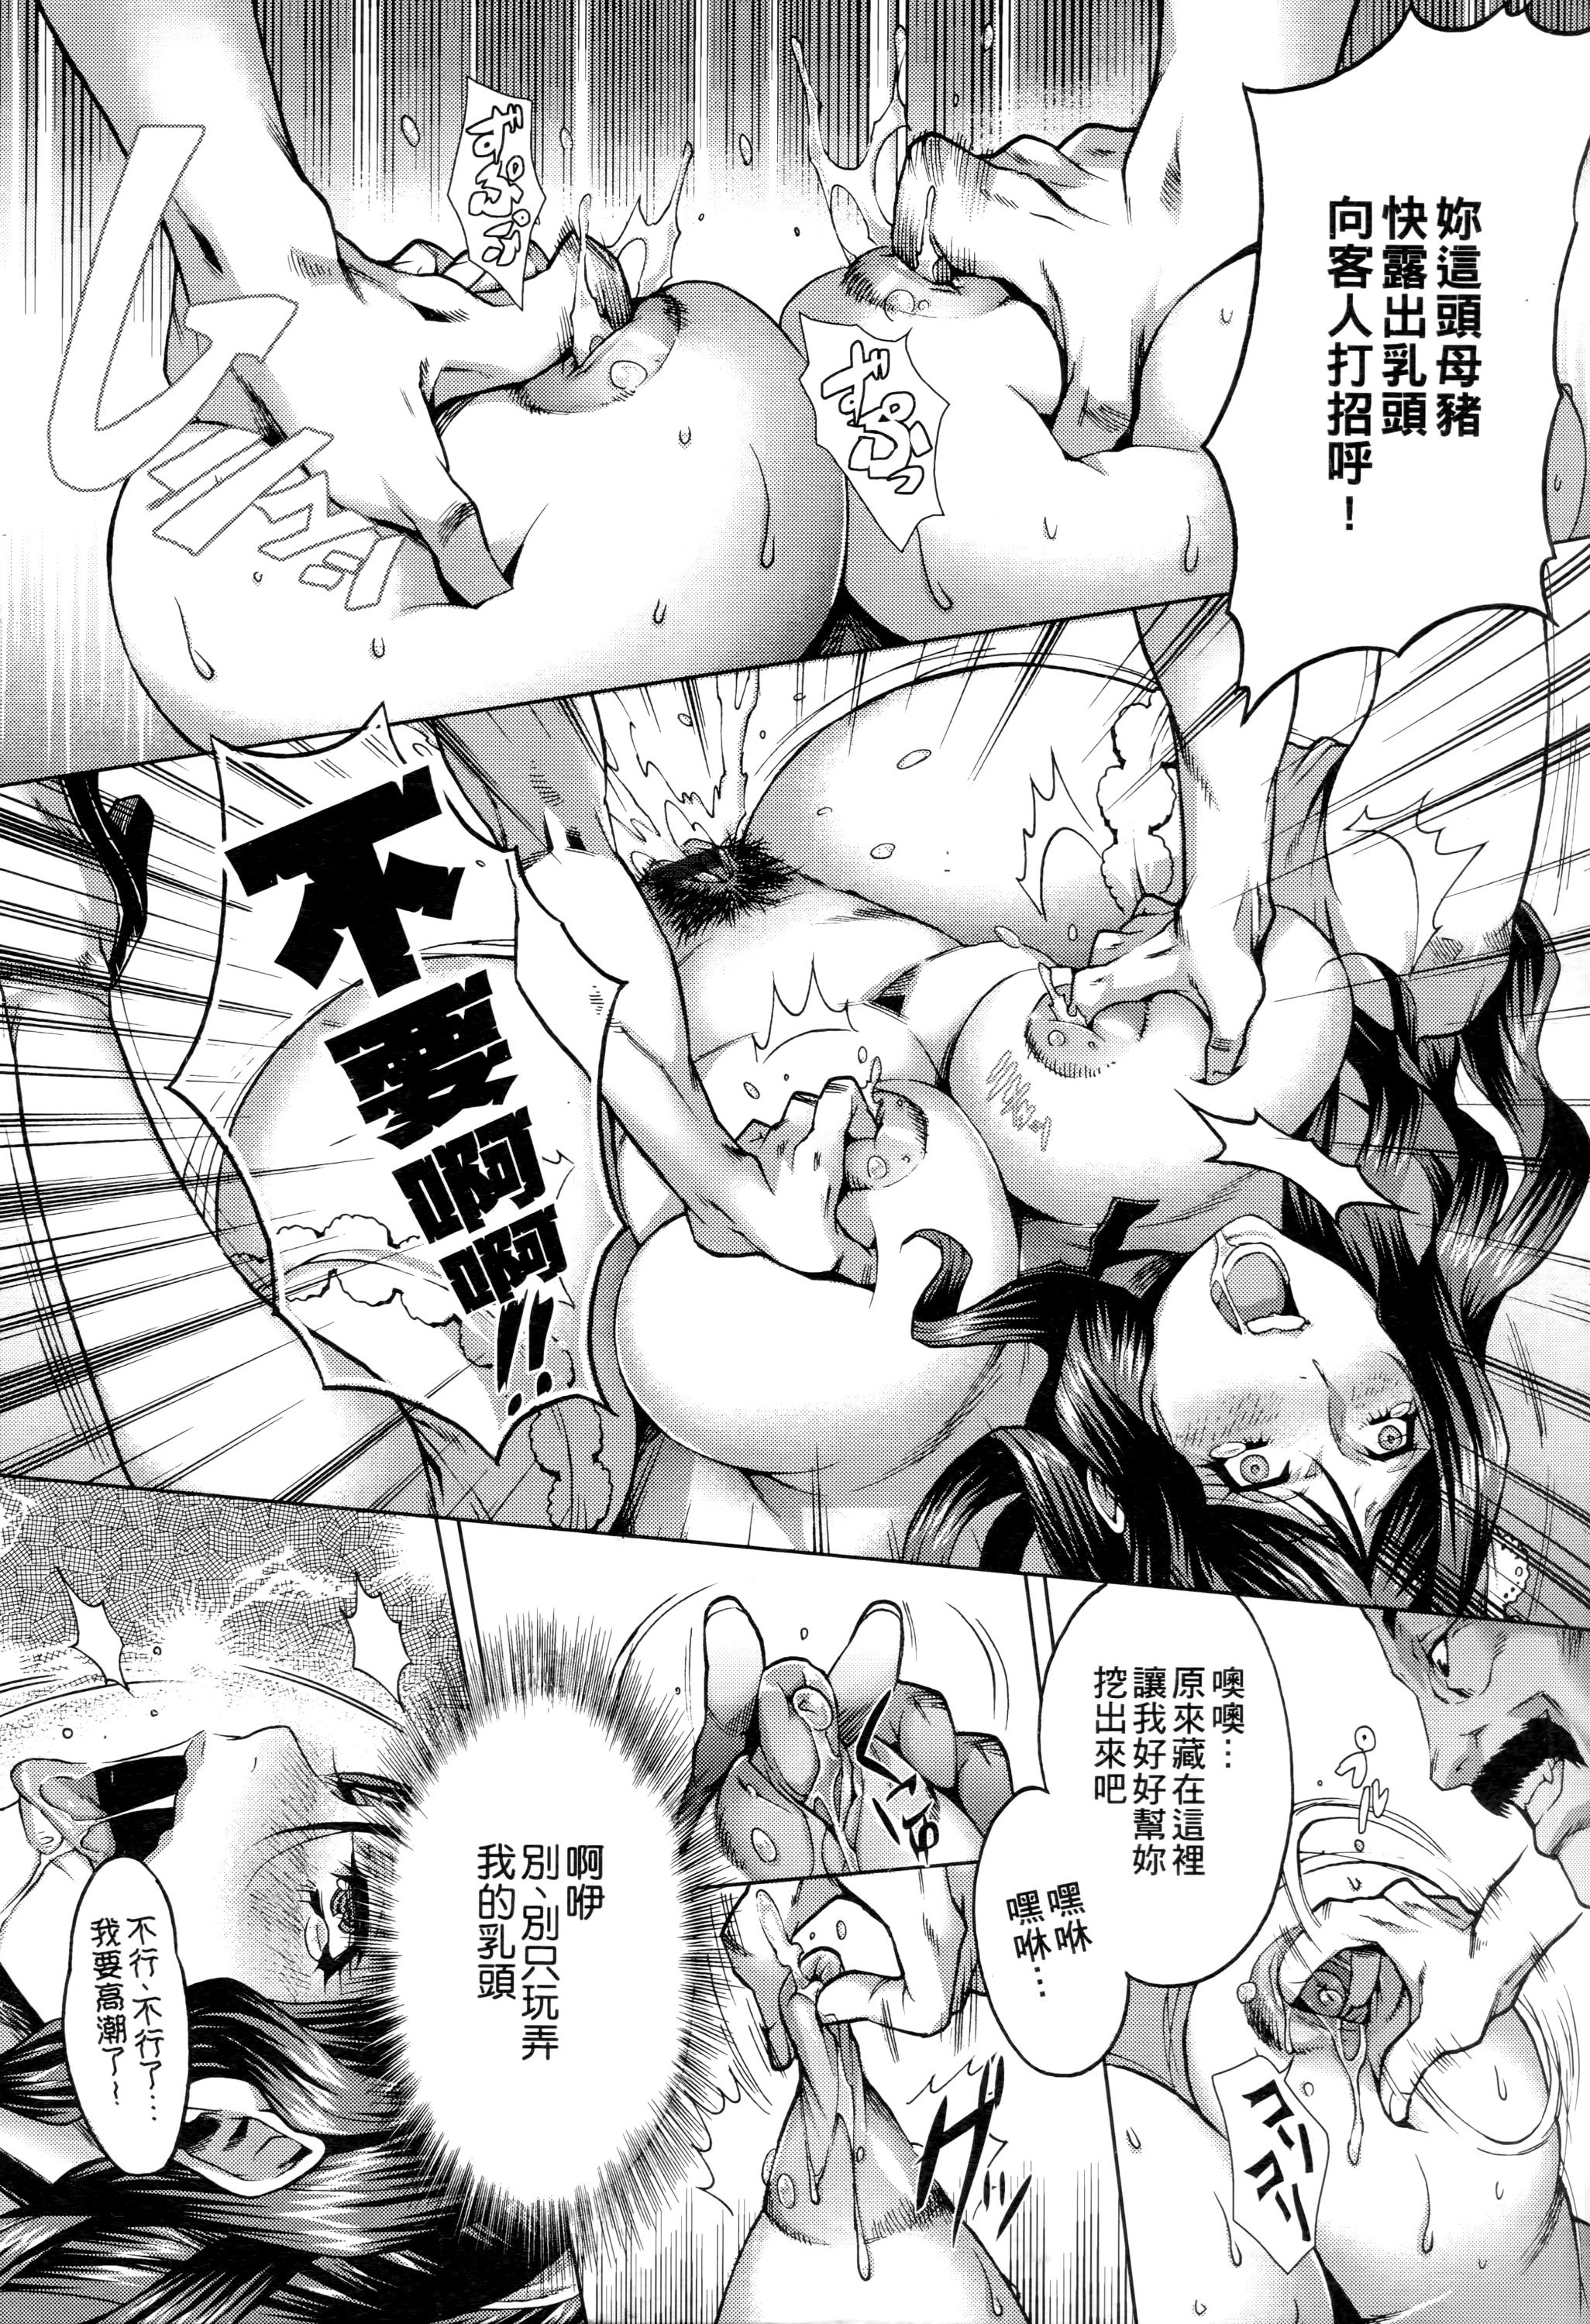 妳這頭母豬
快露出乳頭
向客人打招呼！
ずぷぷっ
不要啊啊啊啊!!
噢噢…
原來藏在這裡
讓我好好幫妳
挖出來吧
嘿咻
嘿咻…
コリ
コリ
啊咿
別、別只玩弄
我的乳頭
不行、不行了…
我要高潮了~